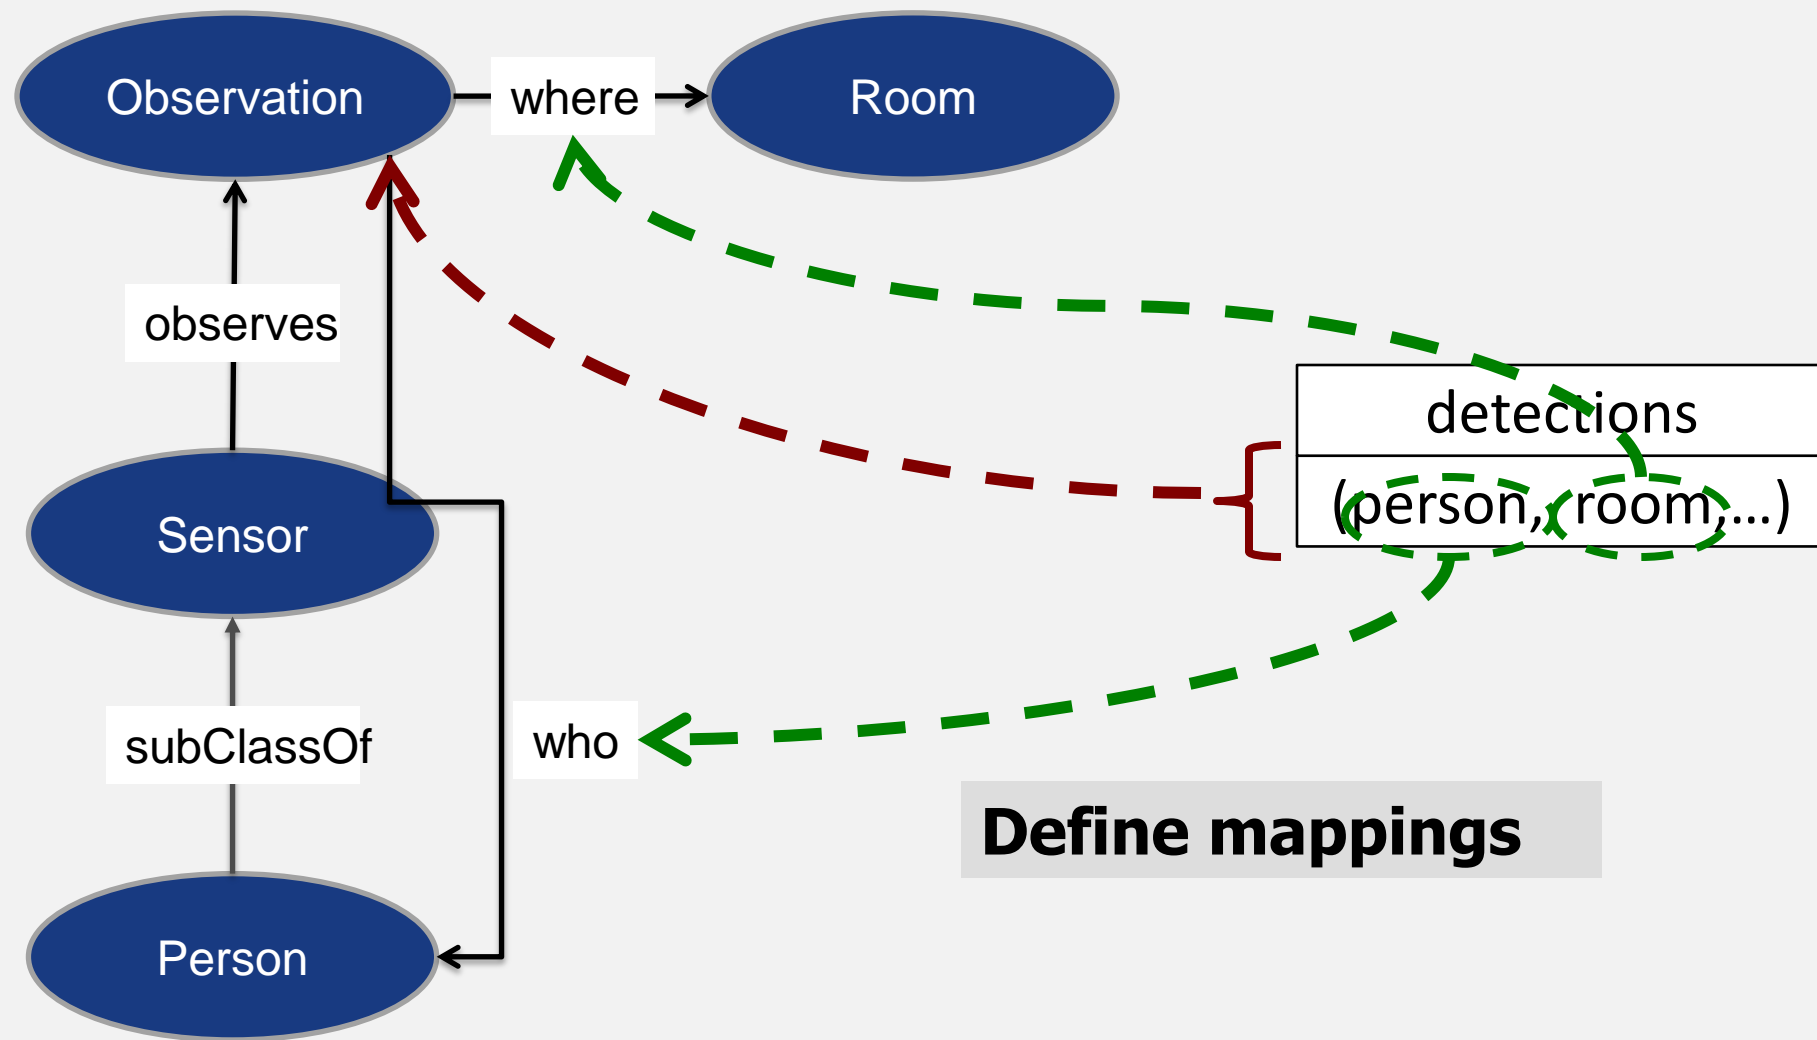 Observation
where
Room
observes
detections
(person, room,...)
Sensor
subClassOf
who
Define mappings
Person